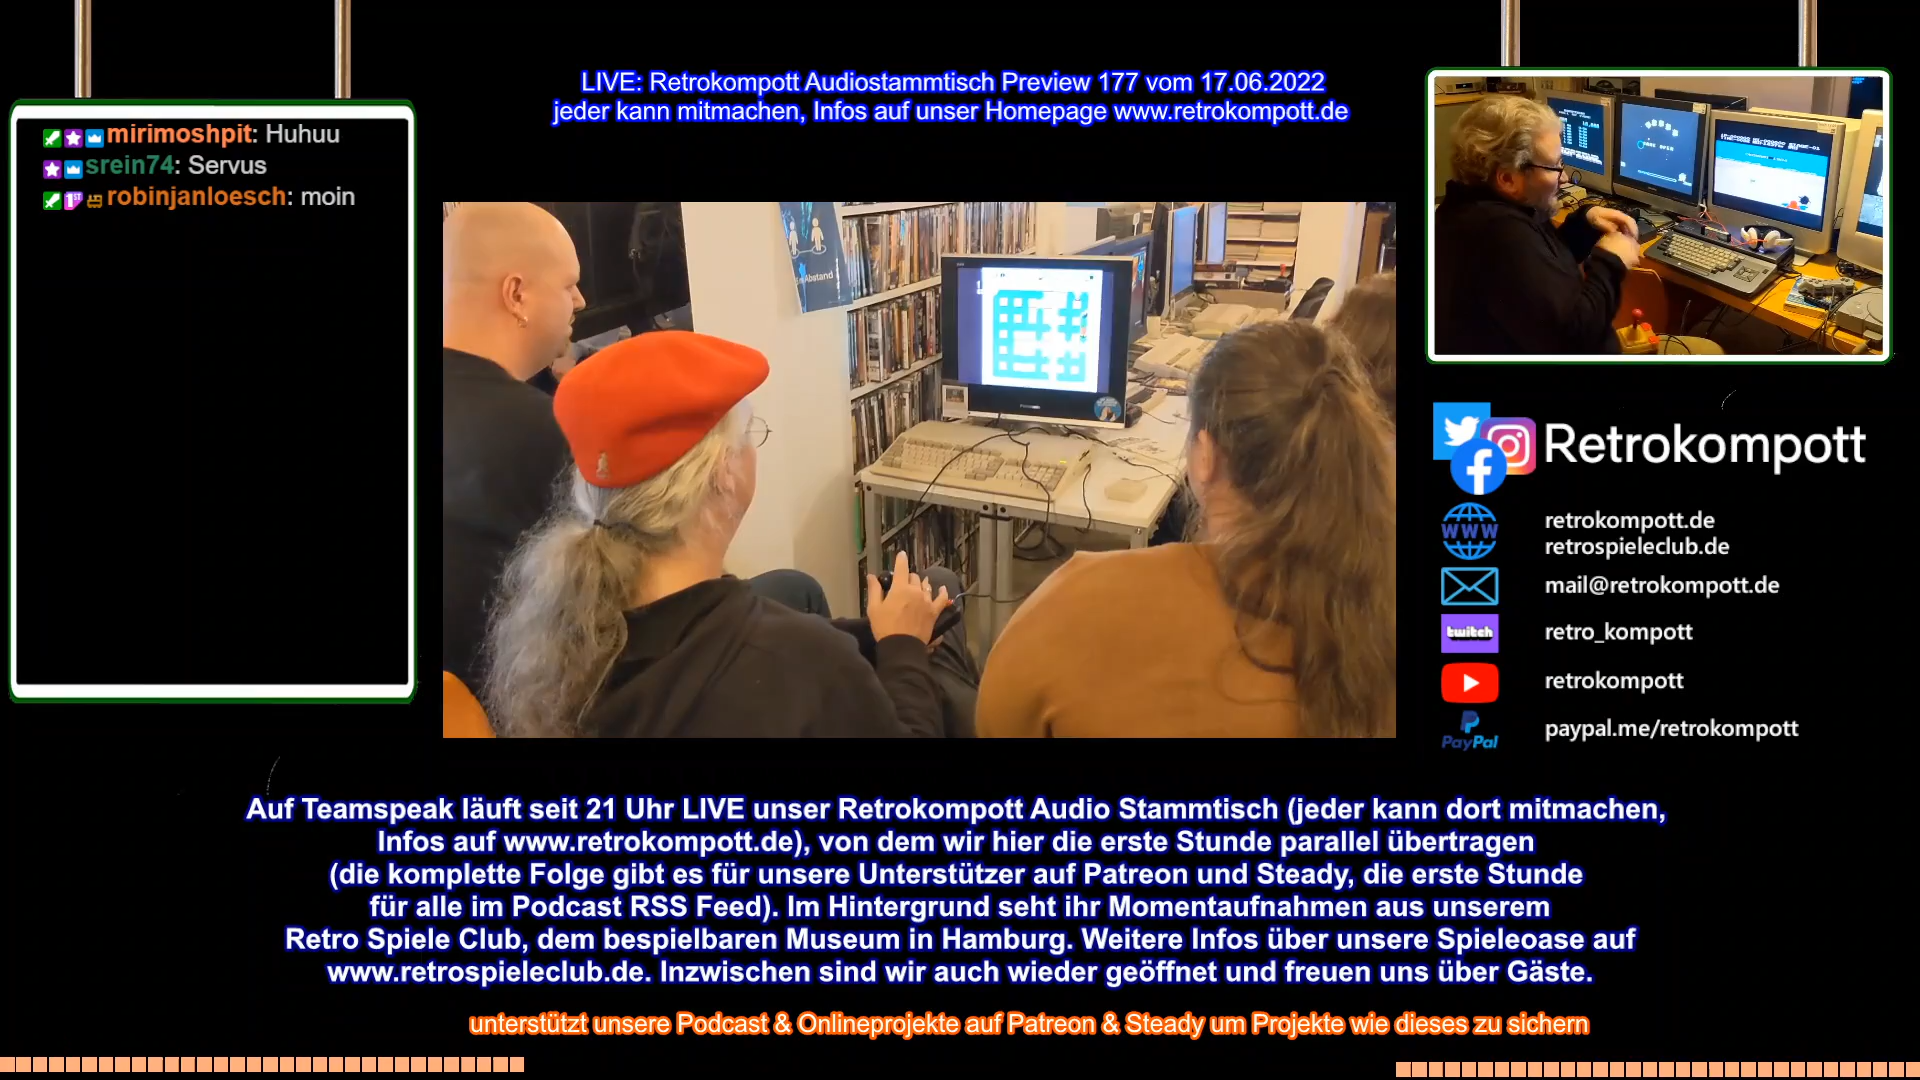 LIVE: Retrokompott Audiostammtisch Preview 177 vom 17.06.2022
jeder kann mitmachen, Infos auf unser Homepage www.retrokompott.de
mirimoshpit: Huhuu
srein74: Servus
1ST robinjanloesch: moin
Abstand
Retrokompott
WWW
retrokompott.de
retrospieleclub.de
mail@retrokompott.de
twitch
retro_kompott
retrokompott
PayPal
paypal.me/retrokompott
Auf Teamspeak läuft seit 21 Uhr LIVE unser Retrokompott Audio Stammtisch (jeder kann dort mitmachen,
Infos auf www.retrokompott.de), von dem wir hier die erste Stunde parallel übertragen
(die komplette Folge gibt es für unsere Unterstützer auf Patreon und Steady, die erste Stunde
für alle im Podcast RSS Feed). Im Hintergrund seht ihr Momentaufnahmen aus unserem
Retro Spiele Club, dem bespielbaren Museum in Hamburg. Weitere Infos über unsere Spieleoase auf
www.retrospieleclub.de. Inzwischen sind wir auch wieder geöffnet und freuen uns über Gäste.
unterstützt unsere Podcast & Onlineprojekte auf Patreon & Steady um Projekte wie dieses zu sichern